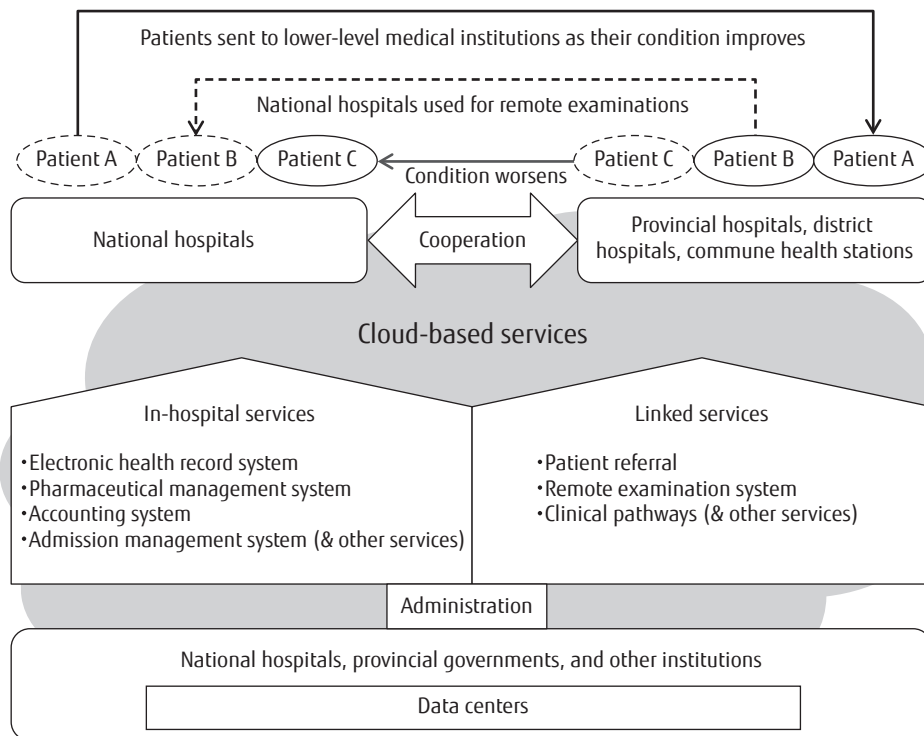 Patients sent to lower-level medical institutions as their condition improves
National hospitals used for remote examinations
Patient A
Patient B
Patient C
Patient C
Patient B
Patient A
Condition worsens
National hospitals
Cooperation
Provincial hospitals, district
hospitals, commune health stations
Cloud-based services
In-hospital services
•Electronic health record system
•Pharmaceutical management system
•Accounting system
•Admission management system (& other services)
Linked services
•Patient referral
•Remote examination system
•Clinical pathways (& other services)
Administration
National hospitals, provincial governments, and other institutions
Data centers